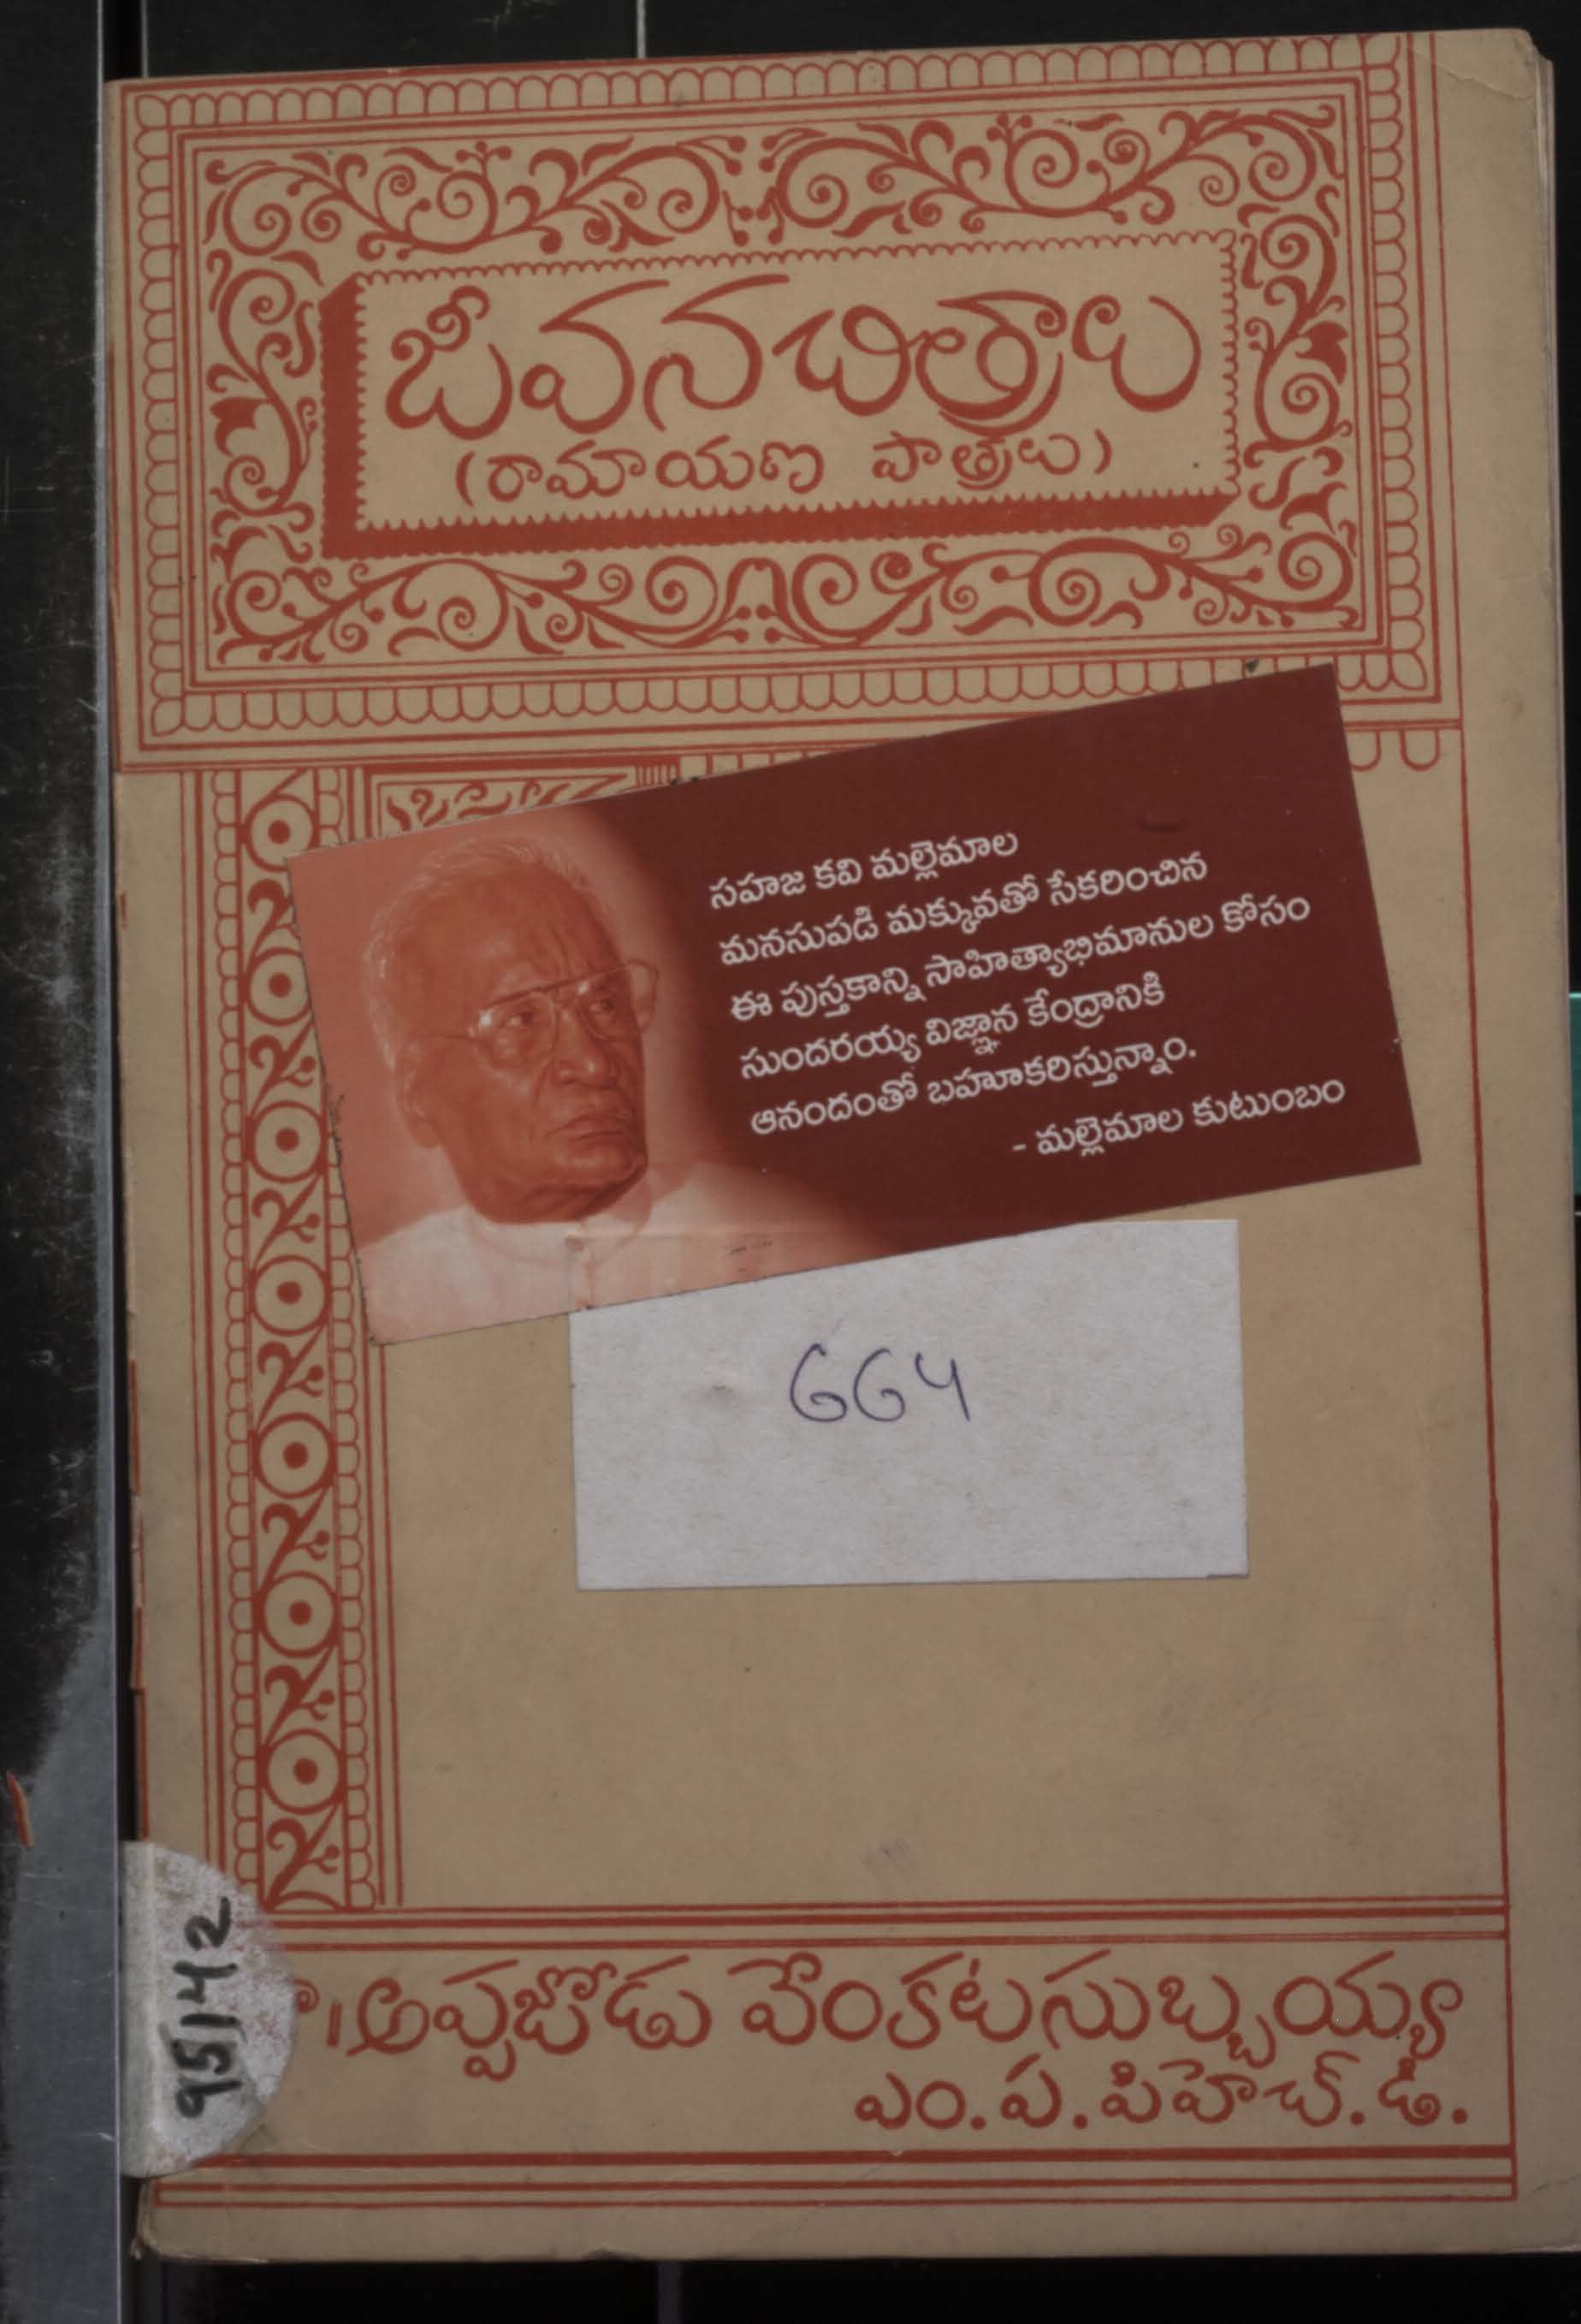 జీవనచిత్రాలు
(రామాయణ పాత్రలు)
సహజ కవి మల్లెమాల
మనసుపడి మక్కువతో సేకరించిన
ఈ పుస్తకాన్ని సాహిత్యాభిమానుల కోసం
సుందరయ్య విజ్ఞాన కేంద్రానికి
ఆనందంతో బహూకరిస్తున్నాం.
- మల్లెమాల కుటుంబం
664
95142
అప్పజోడు వేంకటసుబ్బయ్య
ఎం.ఏ.పిహెచ్.డి.